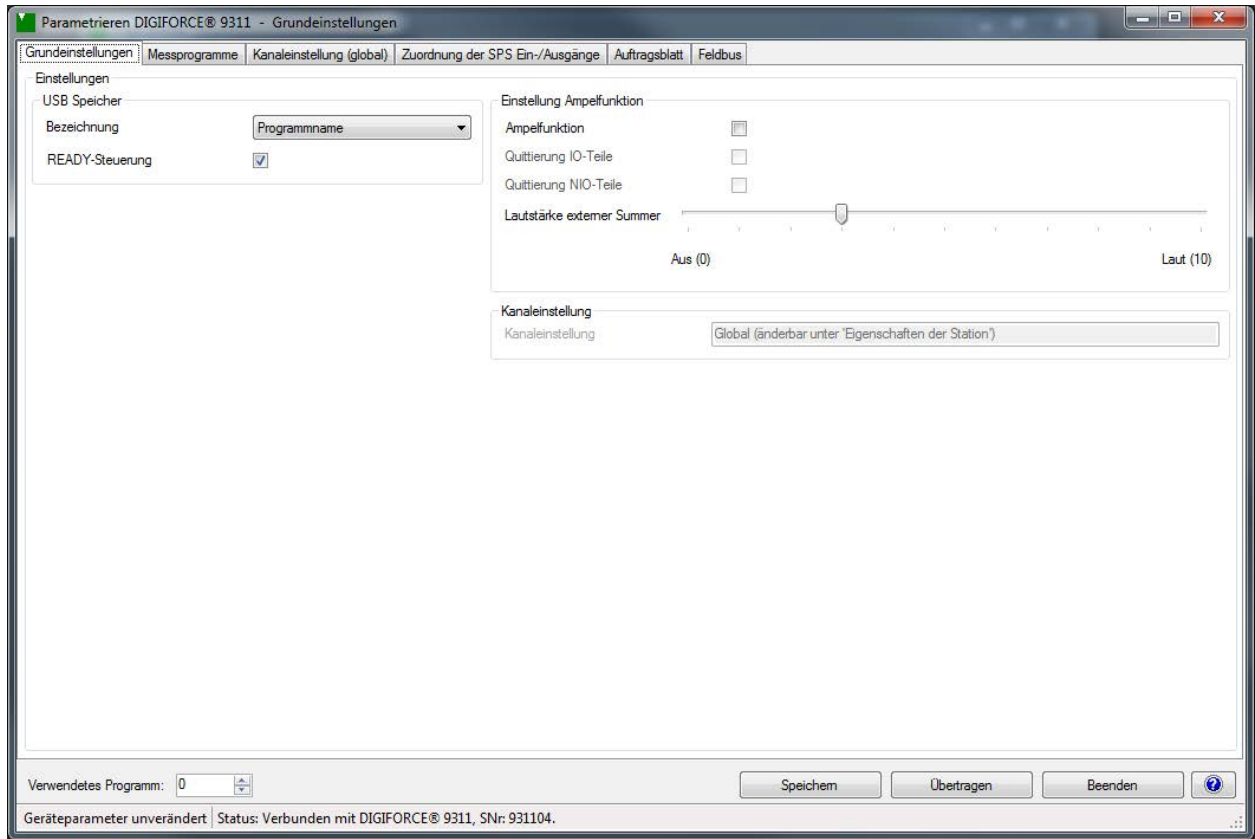 Parametrieren DIGIFORCE® 9311 - Grundeinstellungen
Grundeinstellungen Messprogramme Kanaleinstellung (global) Zuordnung der SPS Ein-/Ausgänge Auftragsblatt Feldbus
Einstellungen
USB Speicher
Bezeichnung Programmname
READY-Steuerung
Einstellung Ampelfunktion
Ampelfunktion
Quittierung IO-Teile
Quittierung NIO-Teile
Lautstärke externer Summer
Aus (0) Laut (10)
Kanaleinstellung
Kanaleinstellung Global (änderbar unter 'Eigenschaften der Station')
Verwendetes Programm: 0 Speichern Übertragen Beenden ?
Geräteparameter unverändert Status: Verbunden mit DIGIFORCE® 9311, SNr: 931104.